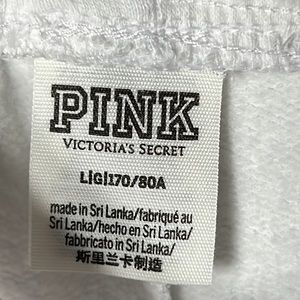 PINK
VICTORIA'S SECRET
L|G|170/80A
made in Sri Lanka/fabriqué au
Sri Lanka/hecho en Sri Lanka/
fabbricato in Sri Lanka/
斯里兰卡制造